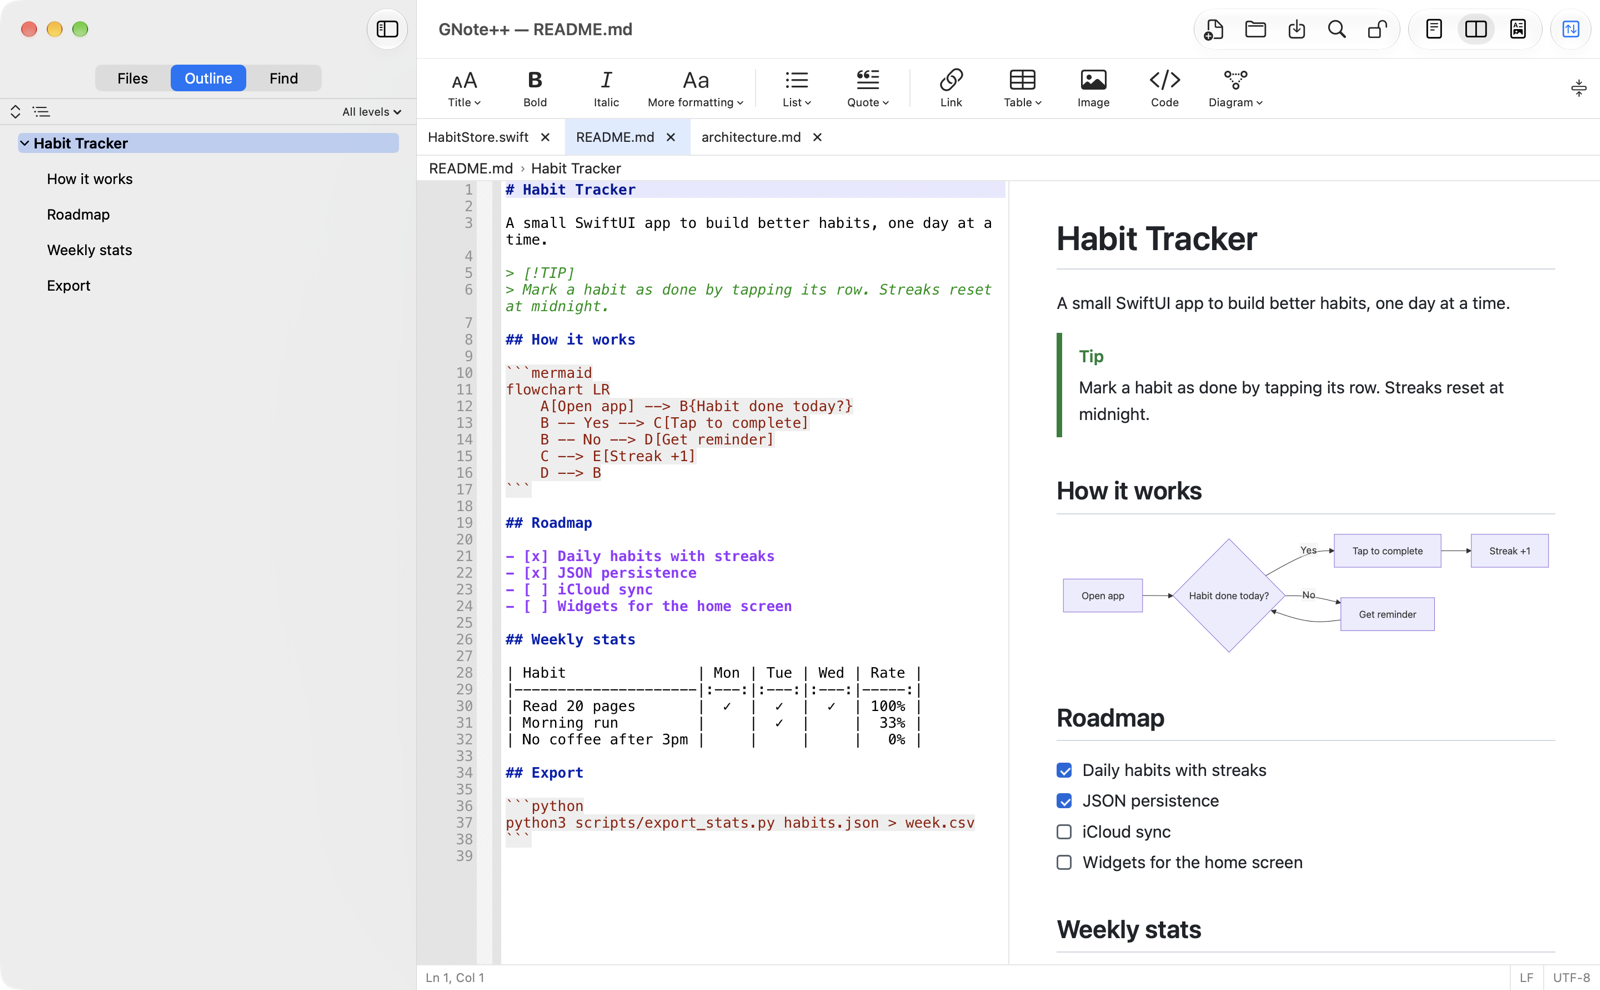 GNote++ — README.md
Files
Outline
Find
All levels
Habit Tracker
How it works
Roadmap
Weekly stats
Export
AA
Title
B
Bold
I
Italic
Aa
More formatting
List
Quote
Link
Table
Image
Code
Diagram
HabitStore.swift
README.md
architecture.md
README.md › Habit Tracker
1 # Habit Tracker
2
3 A small SwiftUI app to build better habits, one day at a
time.
4
5 > [!TIP]
6 > Mark a habit as done by tapping its row. Streaks reset
at midnight.
7
8 ## How it works
9
10 ```mermaid
11 flowchart LR
12     A[Open app] --> B{Habit done today?}
13     B -- Yes --> C[Tap to complete]
14     B -- No --> D[Get reminder]
15     C --> E[Streak +1]
16     D --> B
17 ```
18
19 ## Roadmap
20
21 - [x] Daily habits with streaks
22 - [x] JSON persistence
23 - [ ] iCloud sync
24 - [ ] Widgets for the home screen
25
26 ## Weekly stats
27
28 | Habit               | Mon | Tue | Wed | Rate |
29 |---------------------|:---:|:---:|:---:|-----:|
30 | Read 20 pages       |  ✓  |  ✓  |  ✓  | 100% |
31 | Morning run         |     |  ✓  |     |  33% |
32 | No coffee after 3pm |     |     |     |   0% |
33
34 ## Export
35
36 ```python
37 python3 scripts/export_stats.py habits.json > week.csv
38 ```
39
Habit Tracker
A small SwiftUI app to build better habits, one day at a time.
Tip
Mark a habit as done by tapping its row. Streaks reset at
midnight.
How it works
Open app
Habit done today?
Yes
Tap to complete
Streak +1
No
Get reminder
Roadmap
Daily habits with streaks
JSON persistence
iCloud sync
Widgets for the home screen
Weekly stats
Ln 1, Col 1
LF
UTF-8